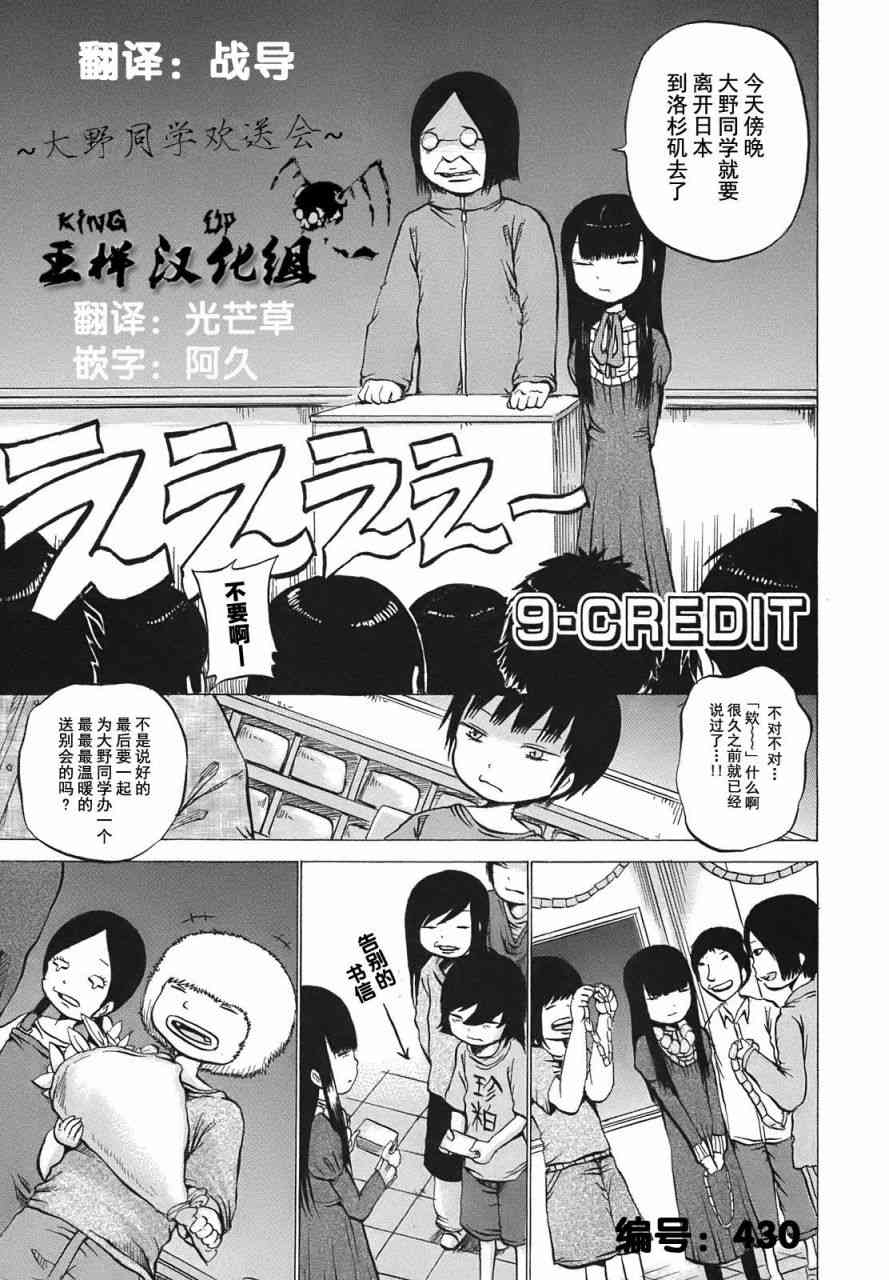 翻译：战导
~大野同学欢送会~
KING UP
王样汉化组
翻译：光芒草
嵌字：阿久
今天傍晚
大野同学就要
离开日本
到洛杉矶去了
ええええー
不要啊ー
9-CREDIT
不对不对…
「欸～～」什么啊
很久之前就已经
说过了…!!
不是说好的
最后要一起
为大野同学办一个
最最最温暖的
送别会的吗?
告别的
书信
珍粕
编号：430